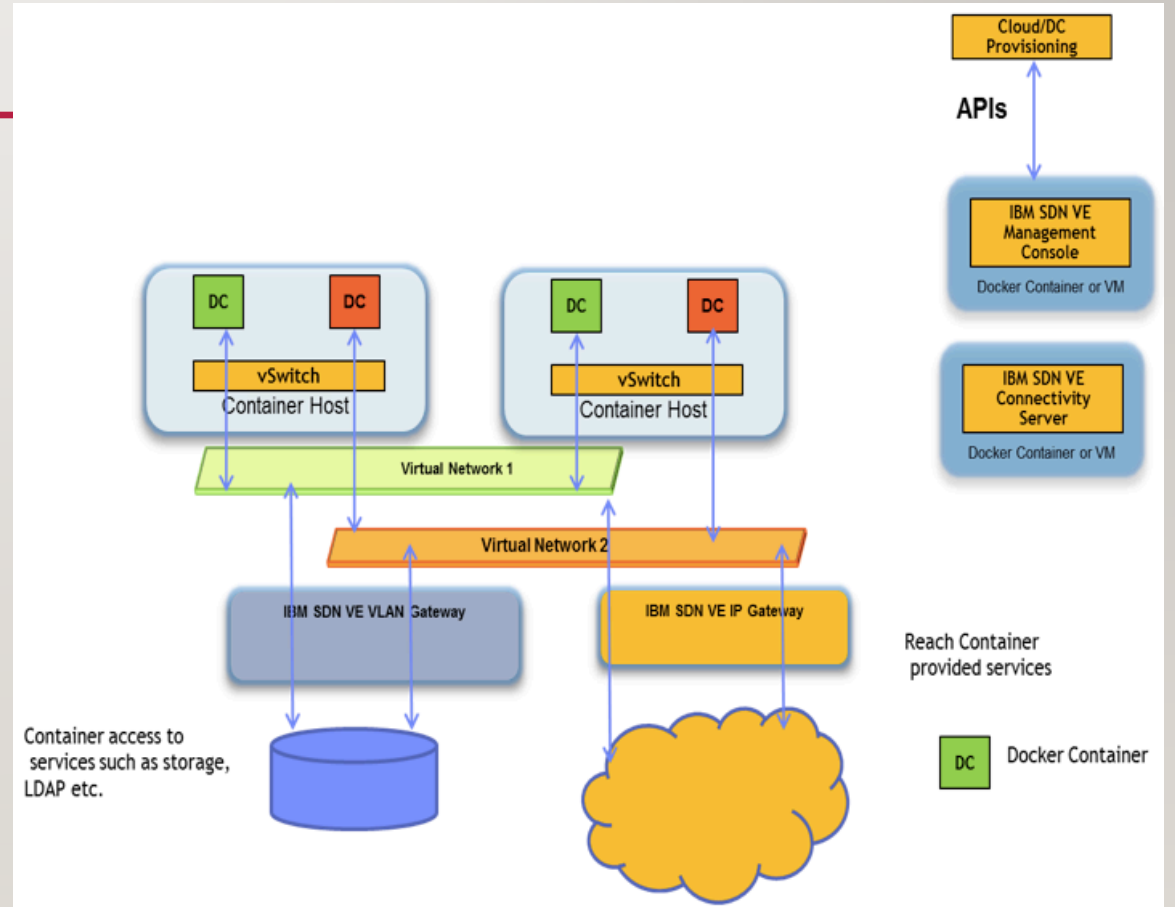 Cloud/DC
Provisioning
APIs
IBM SDN VE
Management
Console
Docker Container or VM
DC
DC
vSwitch
Container Host
DC
DC
vSwitch
Container Host
IBM SDN VE
Connectivity
Server
Docker Container or VM
Virtual Network 1
Virtual Network 2
IBM SDN VE VLAN Gateway
IBM SDN VE IP Gateway
Reach Container
provided services
Container access to
services such as storage,
LDAP etc.
DC
Docker Container